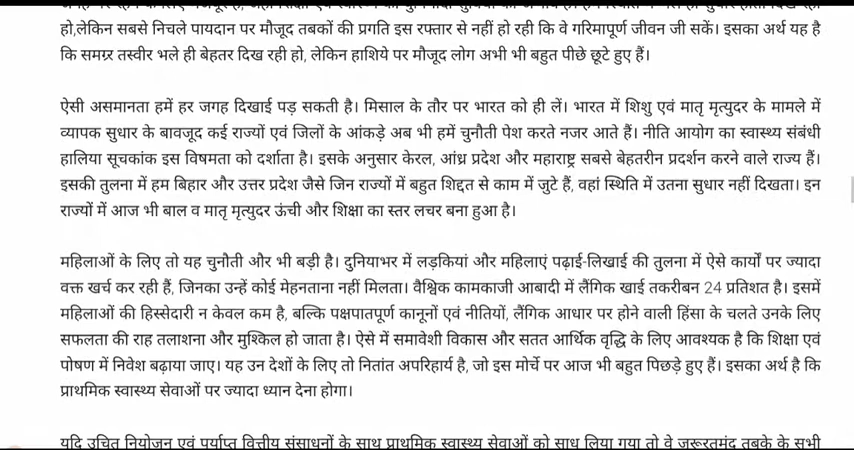 हो,लेकिन सबसे निचले पायदान पर मौजूद तबकों की प्रगति इस रफ्तार से नहीं हो रही कि वे गरिमापूर्ण जीवन जी सकें। इसका अर्थ यह है
कि समग्र तस्वीर भले ही बेहतर दिख रही हो, लेकिन हाशिये पर मौजूद लोग अभी भी बहुत पीछे छूटे हुए हैं।
ऐसी असमानता हमें हर जगह दिखाई पड़ सकती है। मिसाल के तौर पर भारत को ही लें। भारत में शिशु एवं मातृ मृत्युदर के मामले में
व्यापक सुधार के बावजूद कई राज्यों एवं जिलों के आंकड़े अब भी हमें चुनौती पेश करते नजर आते हैं। नीति आयोग का स्वास्थ्य संबंधी
हालिया सूचकांक इस विषमता को दर्शाता है। इसके अनुसार केरल, आंध्र प्रदेश और महाराष्ट्र सबसे बेहतरीन प्रदर्शन करने वाले राज्य हैं।
इसकी तुलना में हम बिहार और उत्तर प्रदेश जैसे जिन राज्यों में बहुत शिद्दत से काम में जुटे हैं, वहां स्थिति में उतना सुधार नहीं दिखता। इन
राज्यों में आज भी बाल व मातृ मृत्युदर ऊंची और शिक्षा का स्तर लचर बना हुआ है।
महिलाओं के लिए तो यह चुनौती और भी बड़ी है। दुनियाभर में लड़कियां और महिलाएं पढ़ाई-लिखाई की तुलना में ऐसे कार्यों पर ज्यादा
वक्त खर्च कर रही हैं, जिनका उन्हें कोई मेहनताना नहीं मिलता। वैश्विक कामकाजी आबादी में लैंगिक खाई तकरीबन 24 प्रतिशत है। इसमें
महिलाओं की हिस्सेदारी न केवल कम है, बल्कि पक्षपातपूर्ण कानूनों एवं नीतियों, लैंगिक आधार पर होने वाली हिंसा के चलते उनके लिए
सफलता की राह तलाशना और मुश्किल हो जाता है। ऐसे में समावेशी विकास और सतत आर्थिक वृद्धि के लिए आवश्यक है कि शिक्षा एवं
पोषण में निवेश बढ़ाया जाए। यह उन देशों के लिए तो नितांत अपरिहार्य है, जो इस मोर्चे पर आज भी बहुत पिछड़े हुए हैं। इसका अर्थ है कि
प्राथमिक स्वास्थ्य सेवाओं पर ज्यादा ध्यान देना होगा।
यदि उचित नियोजन एवं पर्याप्त वित्तीय संसाधनों के साथ प्राथमिक स्वास्थ्य सेवाओं को साध लिया गया तो वे जरूरतमंद तबके के सभी